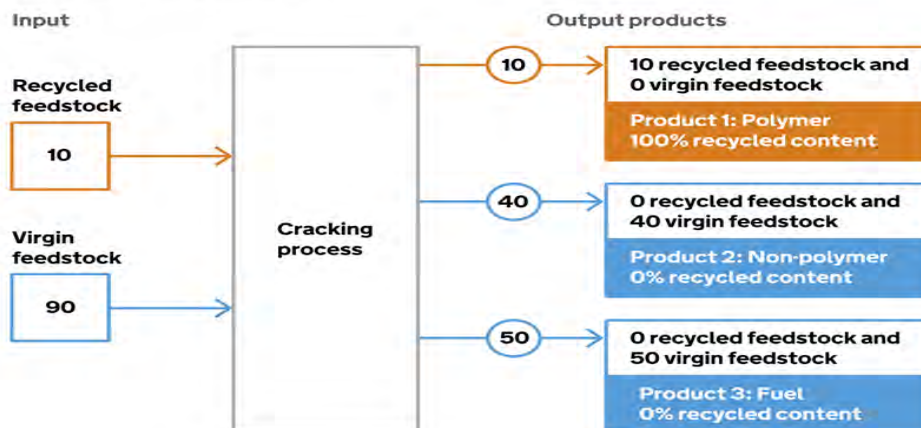 Input
Output products
Recycled
feedstock
10
Virgin
feedstock
90
Cracking
process
10
10 recycled feedstock and
0 virgin feedstock
Product 1: Polymer
100% recycled content
40
0 recycled feedstock and
40 virgin feedstock
Product 2: Non-polymer
0% recycled content
50
0 recycled feedstock and
50 virgin feedstock
Product 3: Fuel
0% recycled content